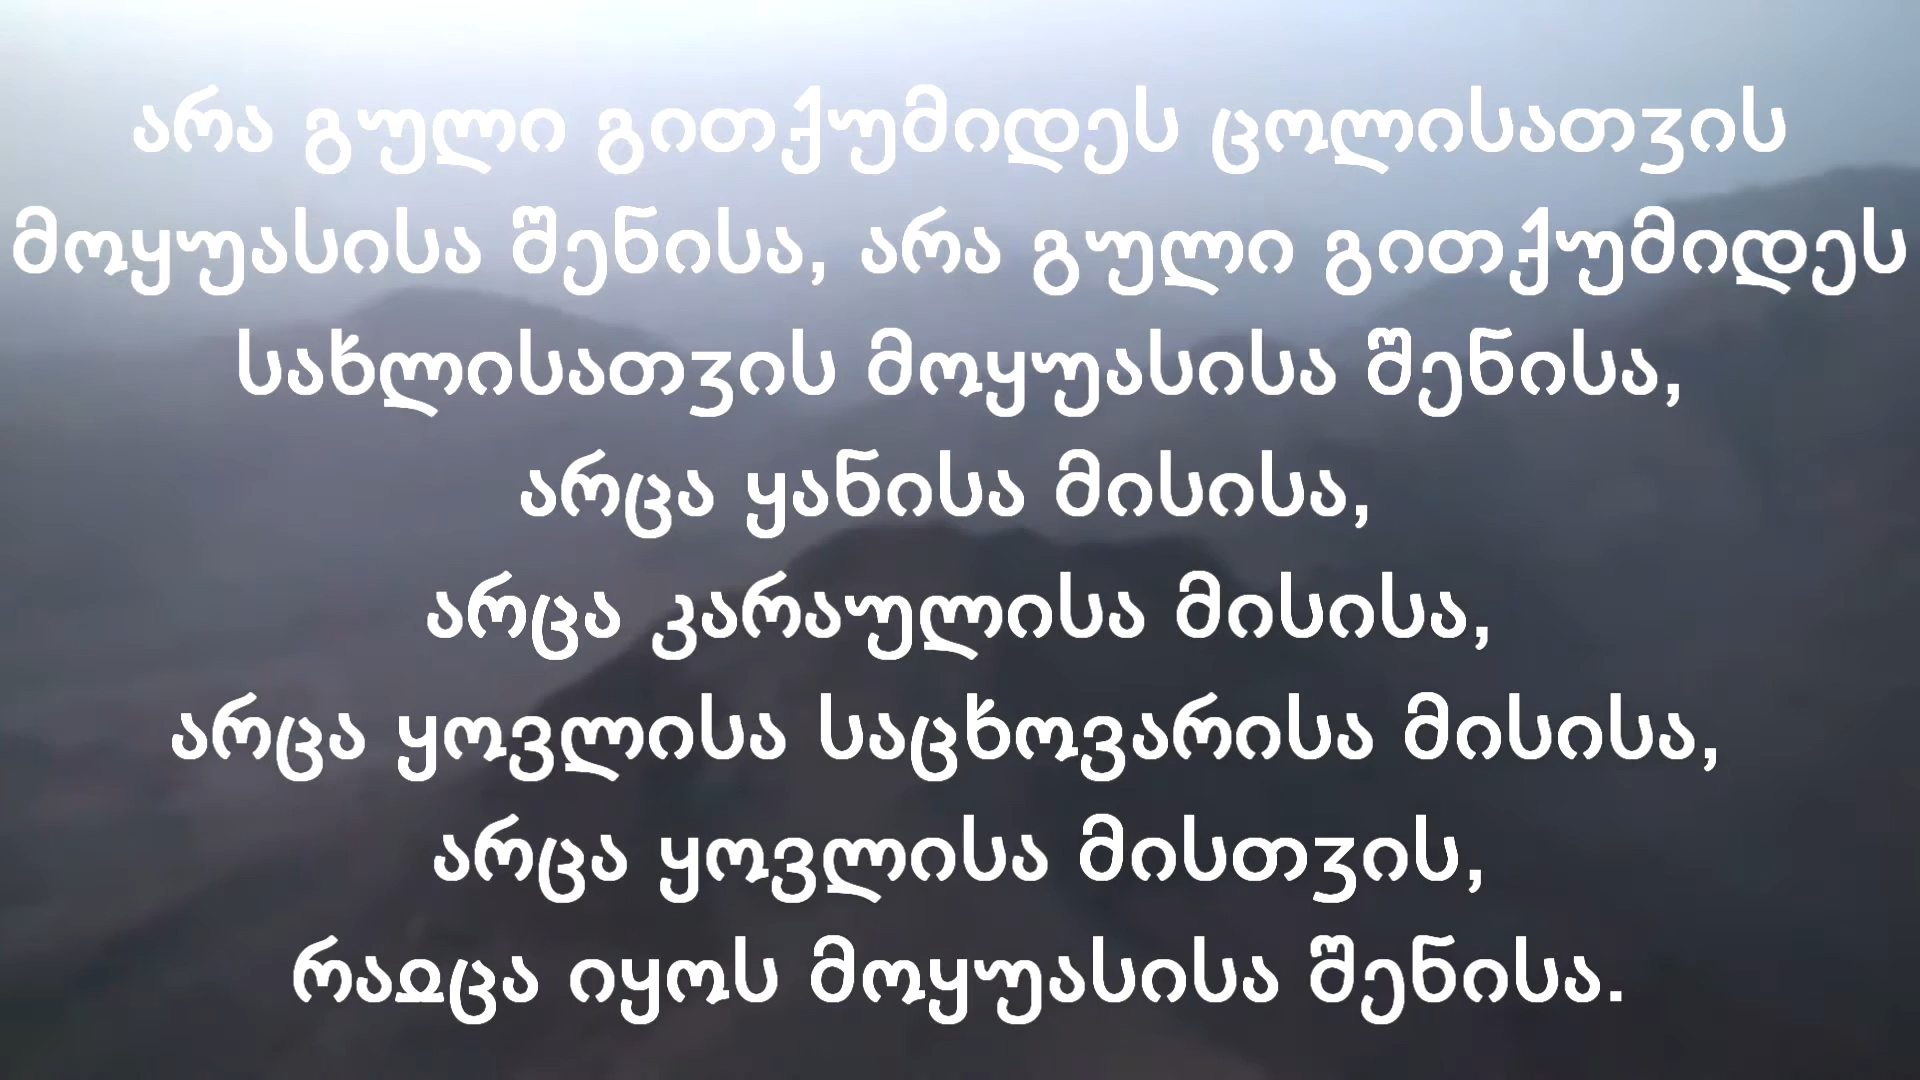 არა გული გითქუმიდეს ცოლისათჳის
მოყუასისა შენისა, არა გული გითქუმიდეს
სახლისათჳის მოყუასისა შენისა,
არცა ყანისა მისისა,
არცა კარაულისა მისისა,
არცა ყოვლისა საცხოვარისა მისისა,
არცა ყოვლისა მისთჳის,
რაჲცა იყოს მოყუასისა შენისა.